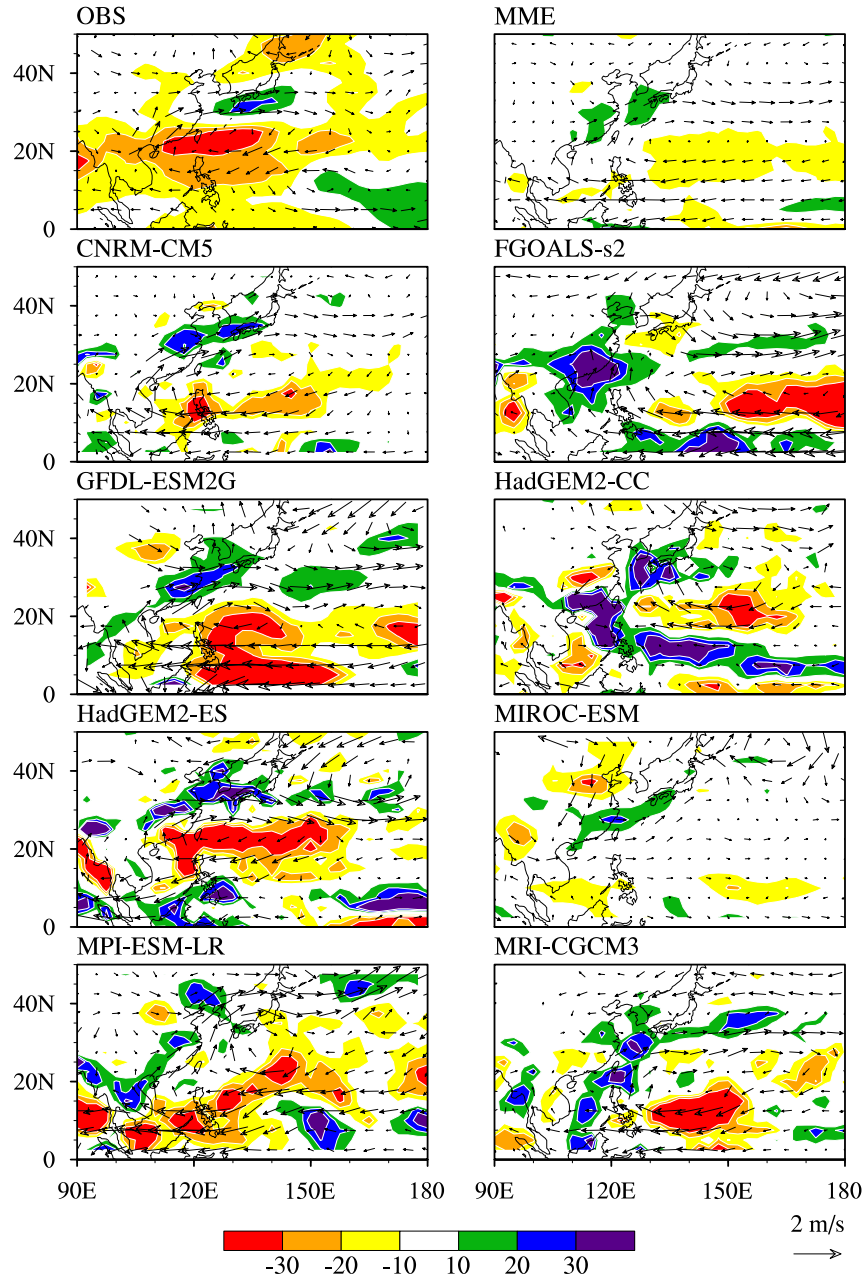 OBS MME
40N
20N
0
CNRM-CM5 FGOALS-s2
40N
20N
0
GFDL-ESM2G HadGEM2-CC
40N
20N
0
HadGEM2-ES MIROC-ESM
40N
20N
0
MPI-ESM-LR MRI-CGCM3
40N
20N
0
90E 120E 150E 180 90E 120E 150E 180
2 m/s
-30 -20 -10 10 20 30